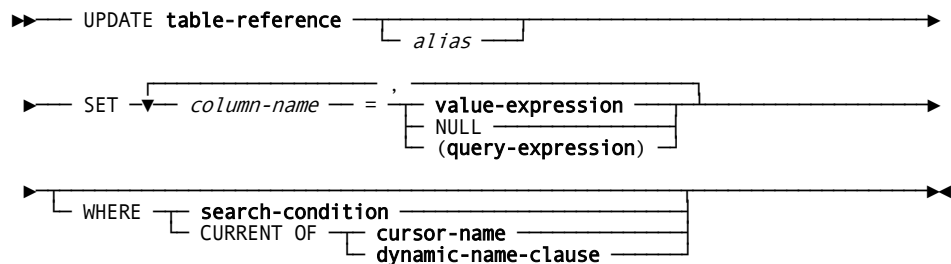 UPDATE table-reference
alias
,
SET column-name = value-expression
NULL
(query-expression)
WHERE search-condition
CURRENT OF cursor-name
dynamic-name-clause